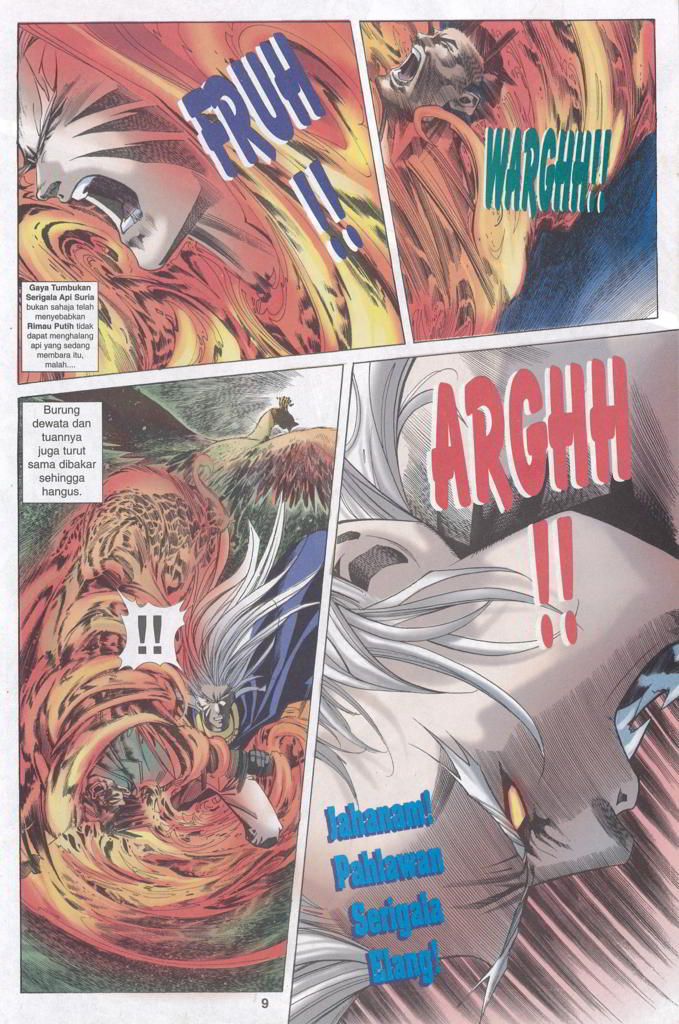 FRUH
!!
WARGHH!!
Gaya Tumbukan
Serigala Api Suria
bukan sahaja telah
menyebabkan
Rimau Putih tidak
dapat menghalang
api yang sedang
membara itu,
malah....
Burung
dewata dan
tuannya
juga turut
sama dibakar
sehingga
hangus.
!!
ARGHH
!!
Jahanam!
Pahlawan
Serigala
Elang!
9